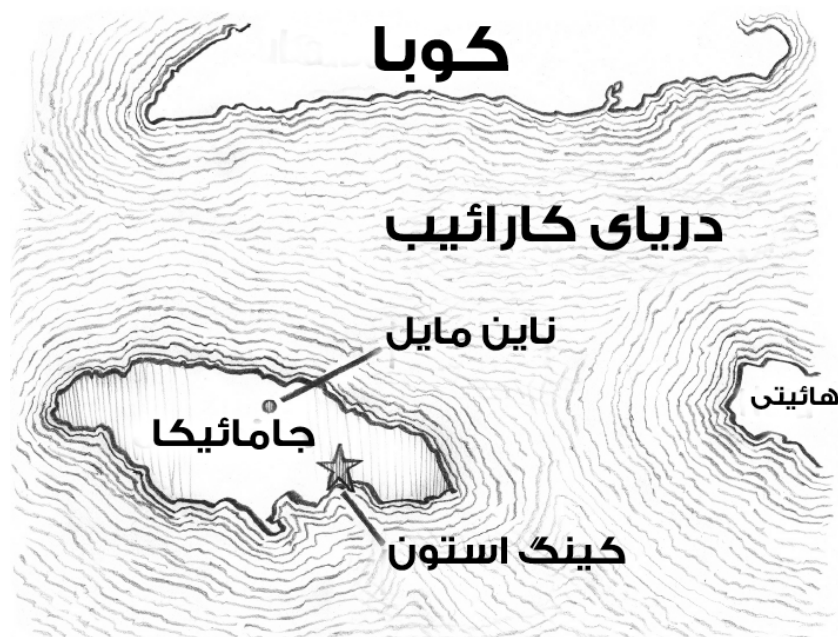 کوبا
دریای کارائیب
ناین مایل
هائیتی
جامائیکا
کینگ استون